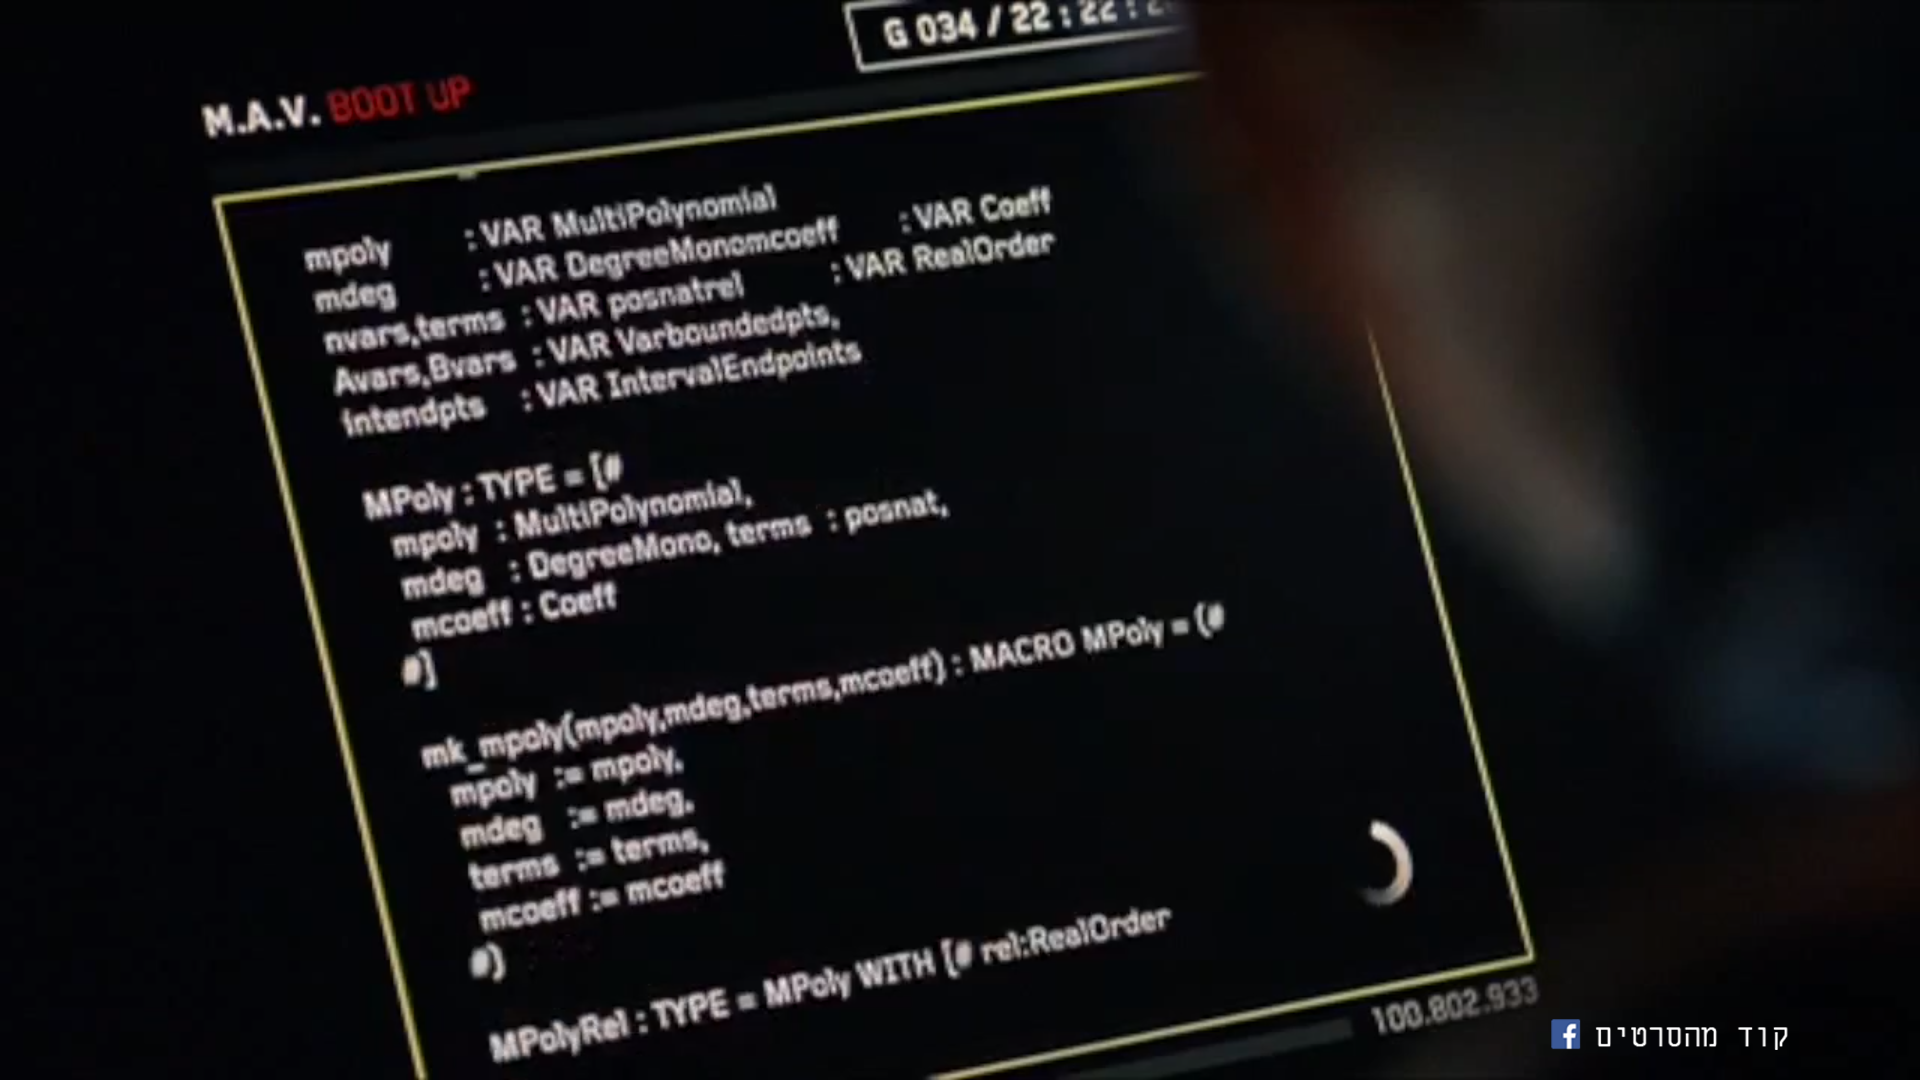 G 034 / 22 : 22 :
M.A.V. BOOT UP
mpoly : VAR MultiPolynomial
mdeg : VAR DegreeMonomcoeff : VAR Coeff
nvars,terms : VAR posnatrel : VAR RealOrder
Avars,Bvars : VAR Varboundedpts,
intendpts : VAR IntervalEndpoints
MPoly : TYPE = [#
mpoly : MultiPolynomial,
mdeg : DegreeMono, terms : posnat,
mcoeff : Coeff
#]
mk_mpoly(mpoly,mdeg,terms,mcoeff) : MACRO MPoly = (#
mpoly := mpoly,
mdeg := mdeg,
terms := terms,
mcoeff := mcoeff
#)
MPolyRel : TYPE = MPoly WITH [# rel:RealOrder
100.802.933
קוד מהסרטים